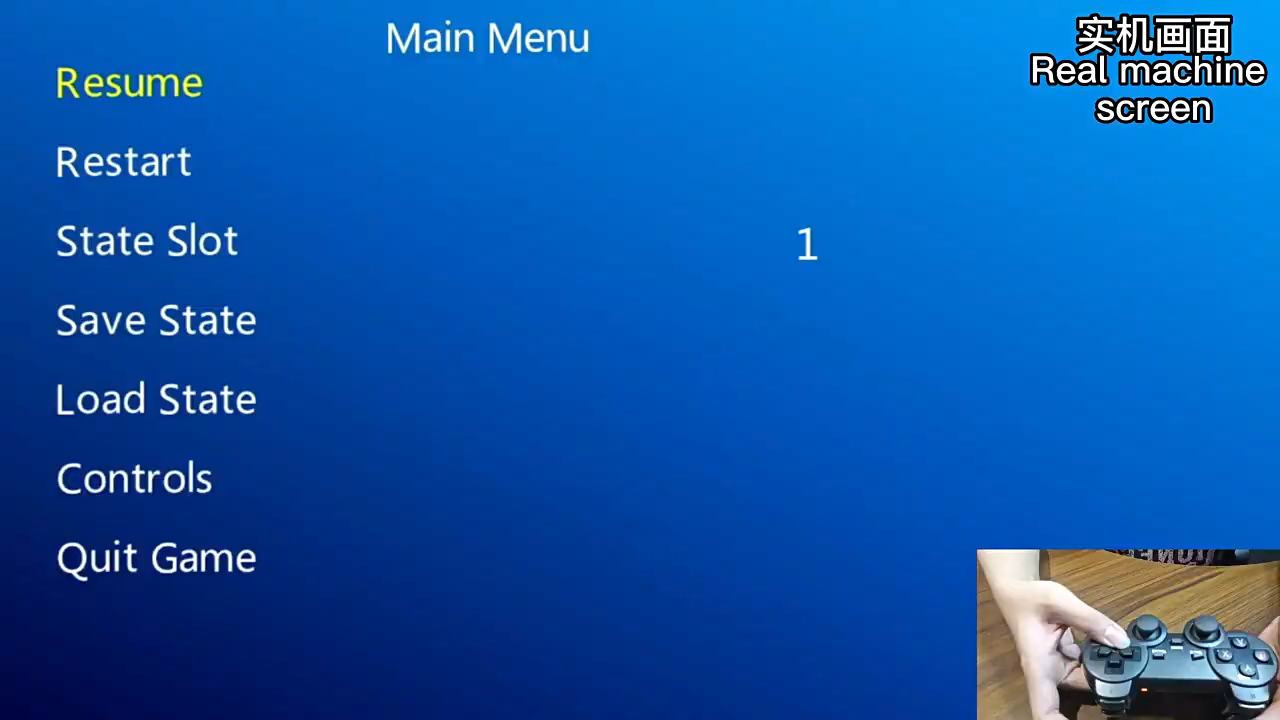 Main Menu
实机画面
Real machine
screen
Resume
Restart
State Slot 1
Save State
Load State
Controls
Quit Game